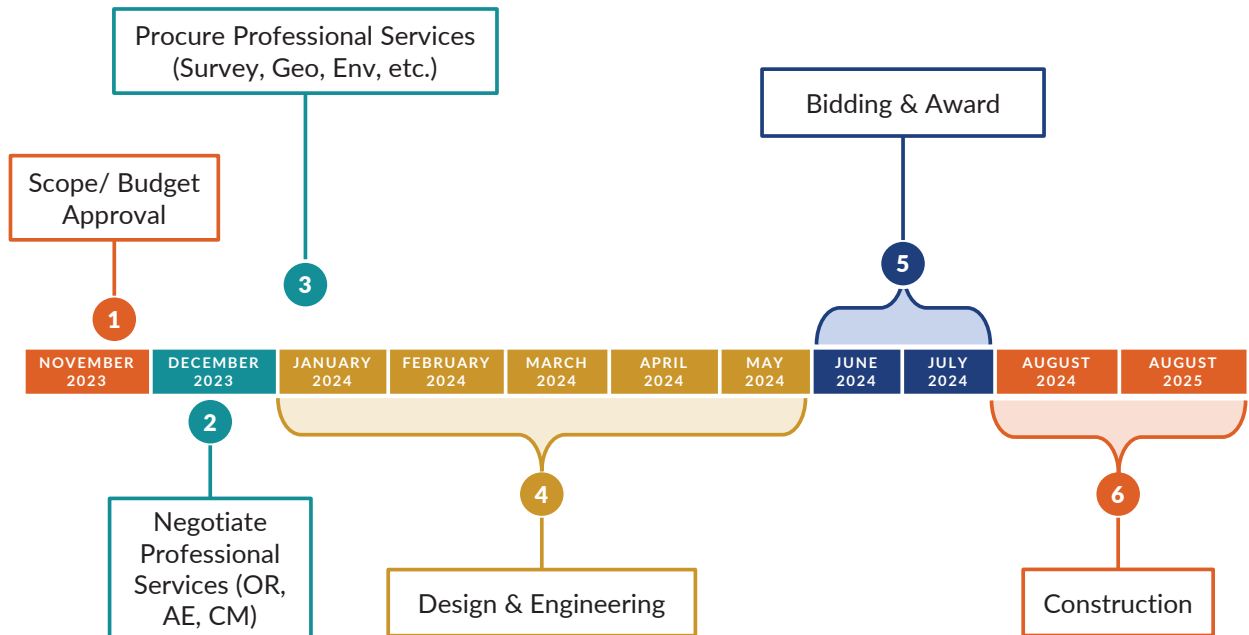 Procure Professional Services
(Survey, Geo, Env, etc.)
Bidding & Award
Scope/ Budget
Approval
3
5
1
NOVEMBER
2023
DECEMBER
2023
JANUARY
2024
FEBRUARY
2024
MARCH
2024
APRIL
2024
MAY
2024
JUNE
2024
JULY
2024
AUGUST
2024
AUGUST
2025
2
4
6
Negotiate
Professional
Services (OR,
AE, CM)
Design & Engineering
Construction